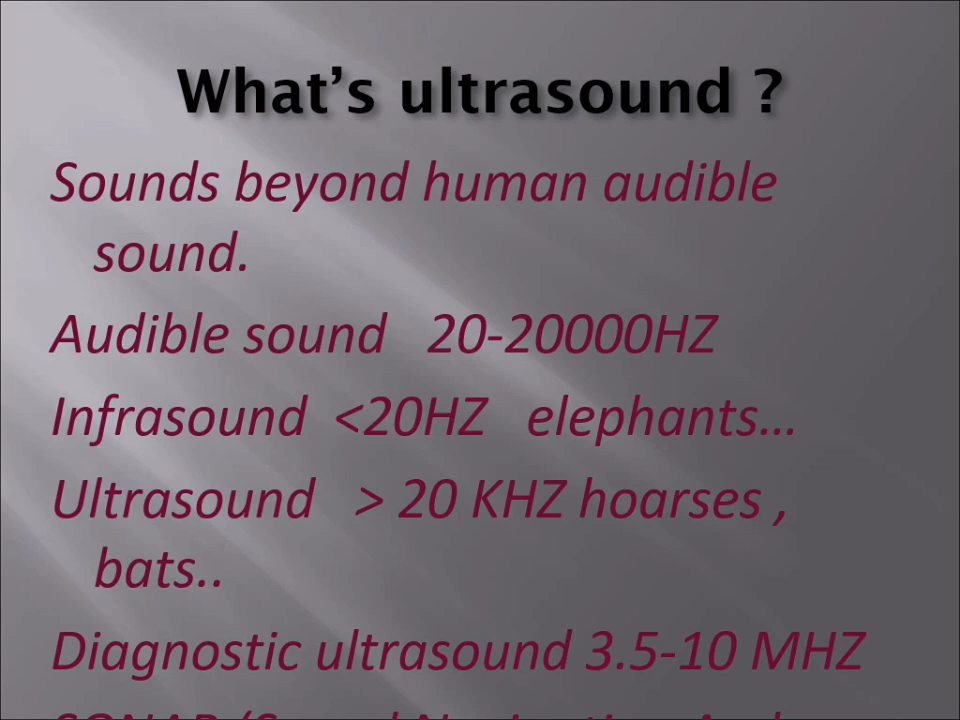 What’s ultrasound ?
Sounds beyond human audible
sound.
Audible sound 20-20000HZ
Infrasound <20HZ elephants…
Ultrasound > 20 KHZ hoarses ,
bats..
Diagnostic ultrasound 3.5-10 MHZ